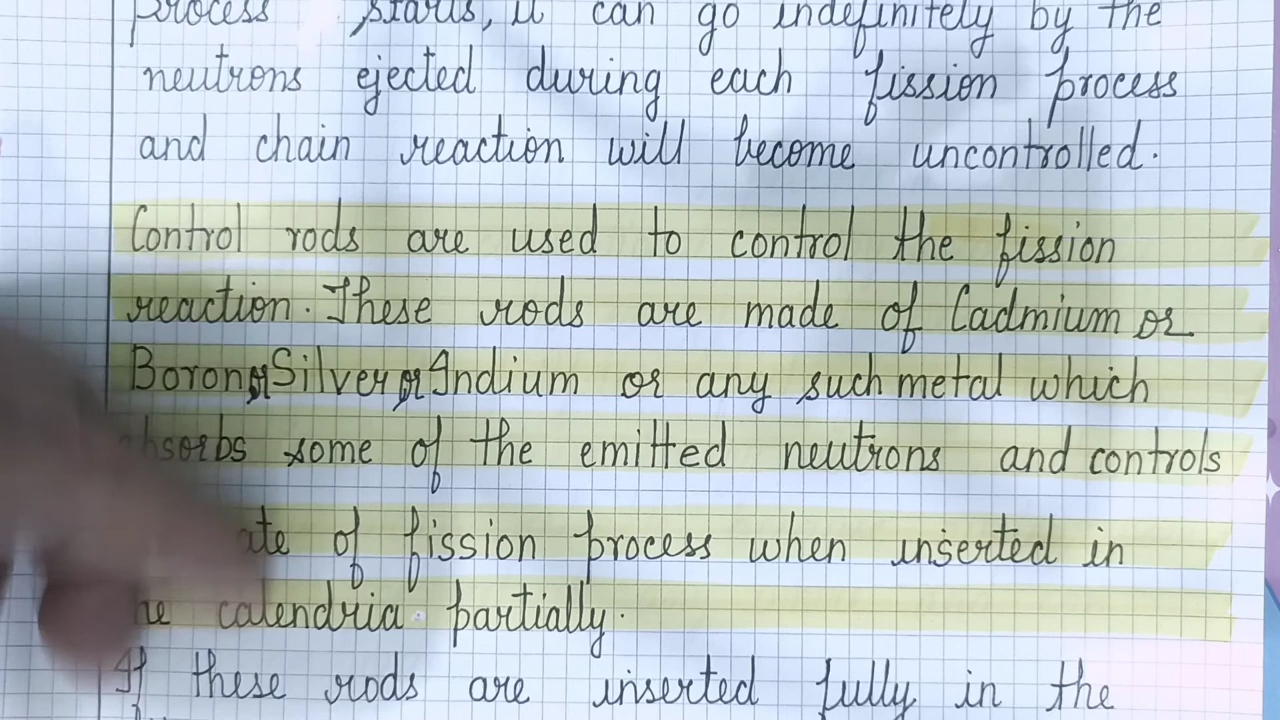 process starts, it can go indefinitely by the
neutrons ejected during each fission process
and chain reaction will become uncontrolled.
Control rods are used to control the fission
reaction. These rods are made of Cadmium or
Boron or Silver or Indium or any such metal which
absorbs some of the emitted neutrons and controls
ate of fission process when inserted in
he calendria partially.
If these rods are inserted fully in the